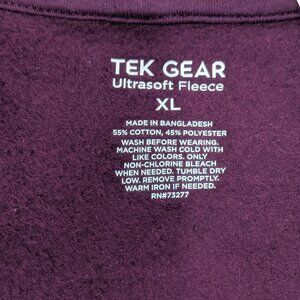 TEK GEAR
Ultrasoft Fleece
XL
MADE IN BANGLADESH
55% COTTON, 45% POLYESTER
WASH BEFORE WEARING.
MACHINE WASH COLD WITH
LIKE COLORS. ONLY
NON-CHLORINE BLEACH
WHEN NEEDED. TUMBLE DRY
LOW. REMOVE PROMPTLY.
WARM IRON IF NEEDED.
RN#73277